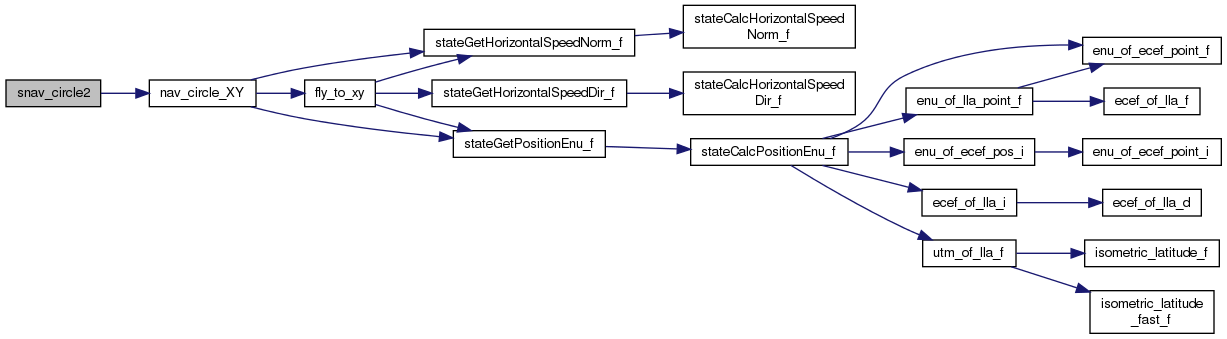 snav_circle2
nav_circle_XY
stateGetHorizontalSpeedNorm_f
fly_to_xy
stateGetHorizontalSpeedDir_f
stateGetPositionEnu_f
stateCalcHorizontalSpeed
Norm_f
stateCalcHorizontalSpeed
Dir_f
stateCalcPositionEnu_f
enu_of_lla_point_f
enu_of_ecef_pos_i
ecef_of_lla_i
utm_of_lla_f
enu_of_ecef_point_f
ecef_of_lla_f
enu_of_ecef_point_i
ecef_of_lla_d
isometric_latitude_f
isometric_latitude
_fast_f